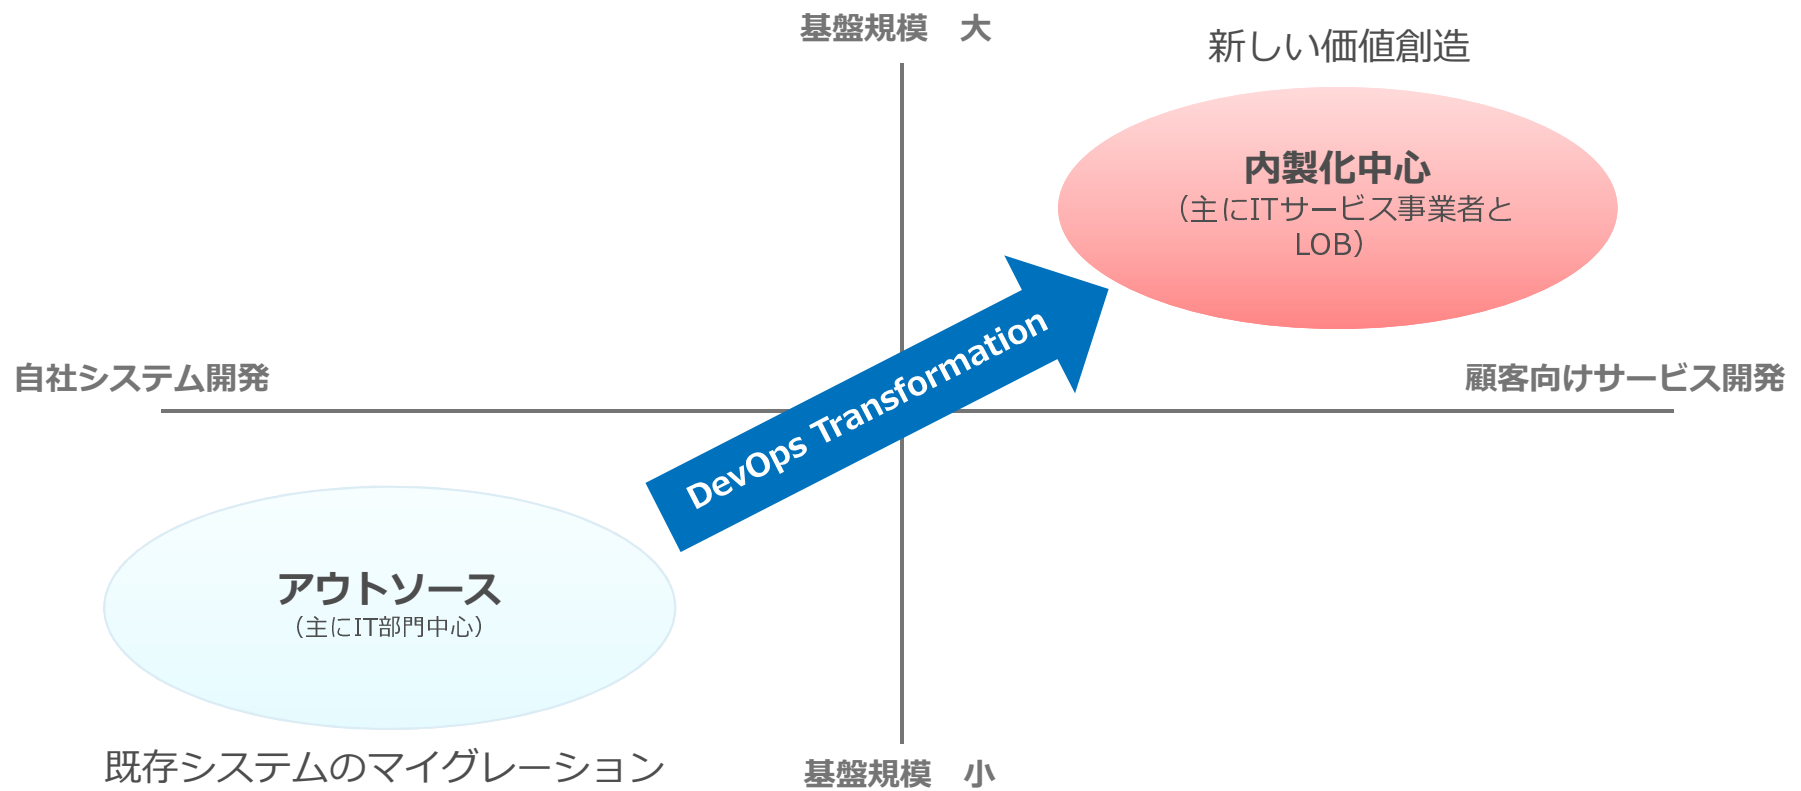 基盤規模　大
新しい価値創造
内製化中心
（主にITサービス事業者と
LOB）
DevOps Transformation
自社システム開発
顧客向けサービス開発
アウトソース
（主にIT部門中心）
既存システムのマイグレーション
基盤規模　小